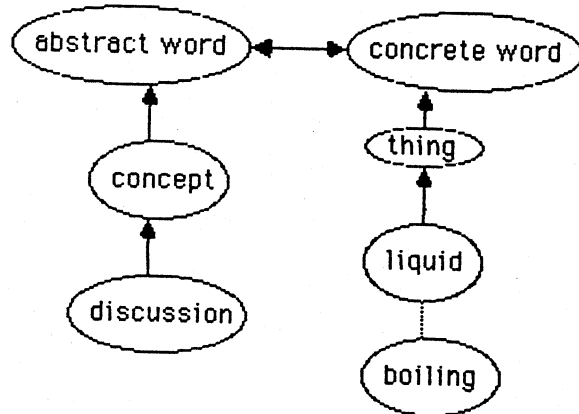 abstract word
concrete word
thing
concept
liquid
discussion
boiling